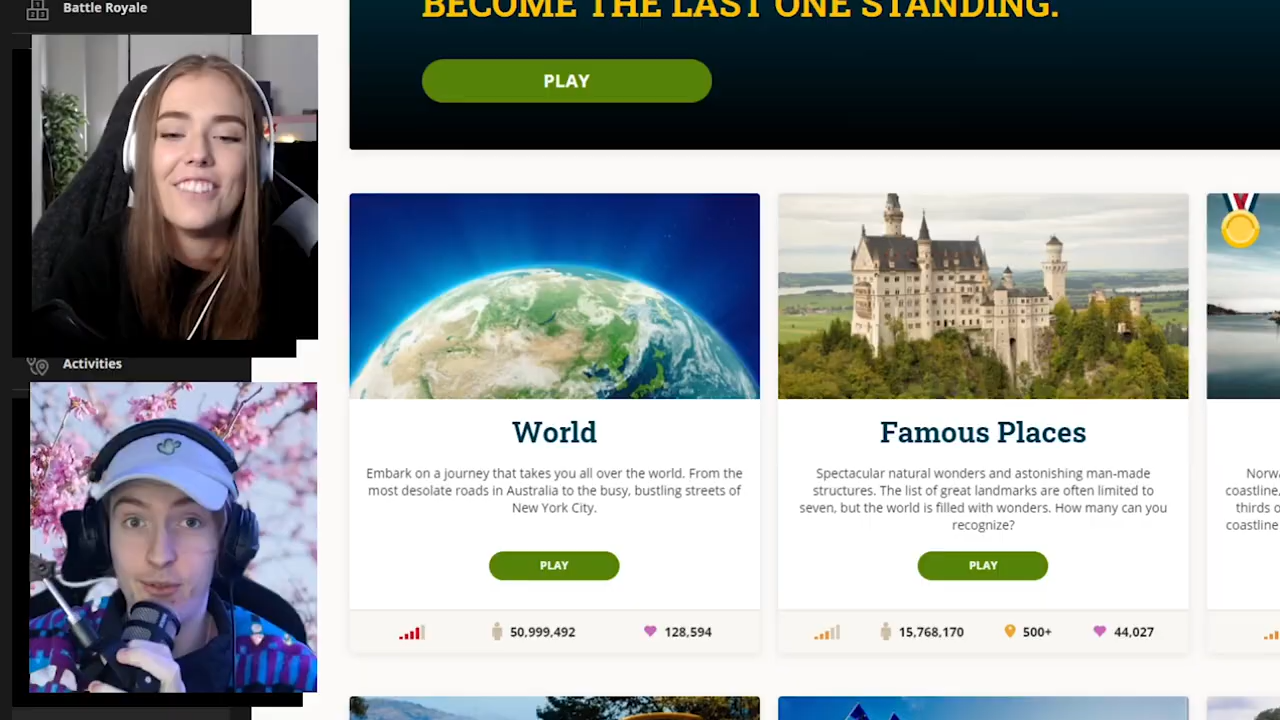 Battle Royale
Activities
BECOME THE LAST ONE STANDING.
PLAY
World
Embark on a journey that takes you all over the world. From the
most desolate roads in Australia to the busy, bustling streets of
New York City.
PLAY
50,999,492
128,594
Famous Places
Spectacular natural wonders and astonishing man-made
structures. The list of great landmarks are often limited to
seven, but the world is filled with wonders. How many can you
recognize?
PLAY
15,768,170
500+
44,027
Norwa
coastline,
thirds o
coastline